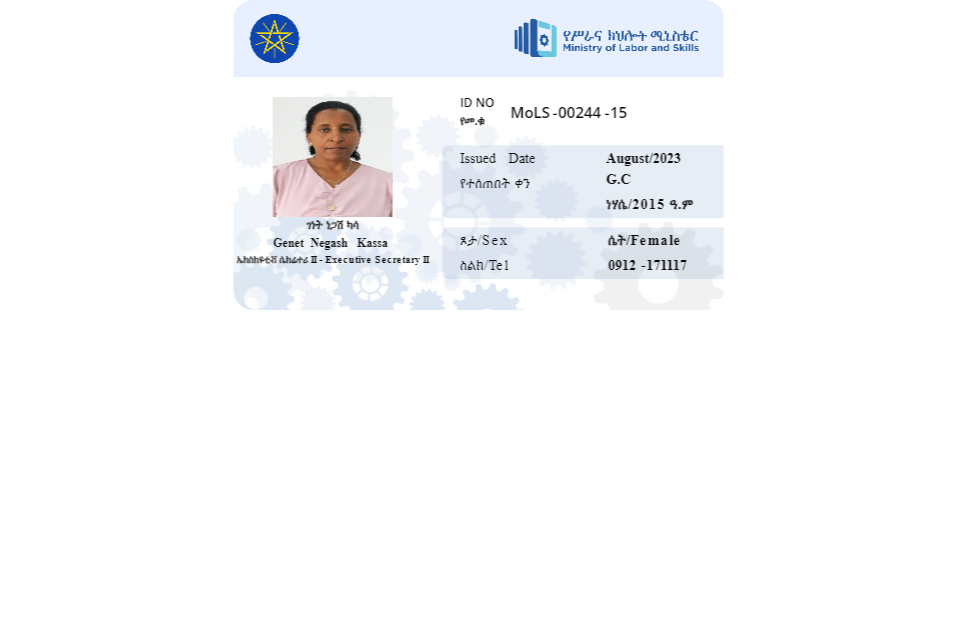 የሥራና ክህሎት ሚኒስቴር
Ministry of Labor and Skills
ID NO
የመ.ቁ
MoLS -00244 -15
Issued Date August/2023
G.C
የተሰጠበት ቀን
ነሃሴ/2015 ዓ.ም
ጾታ/Sex ሴት/Female
ስልክ/Tel 0912 -171117
ገነት ነጋሽ ካሳ
Genet Negash Kassa
ኤክስክዩቲቭ ሴክሬተሪ II - Executive Secretary II